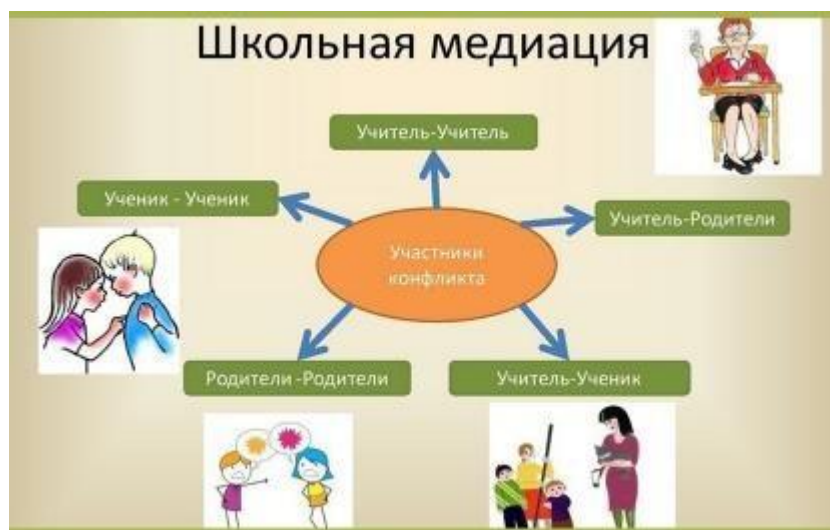 Школьная медиация
Учитель-Учитель
Ученик - Ученик
Учитель-Родители
Участники
конфликта
Родители -Родители
Учитель-Ученик